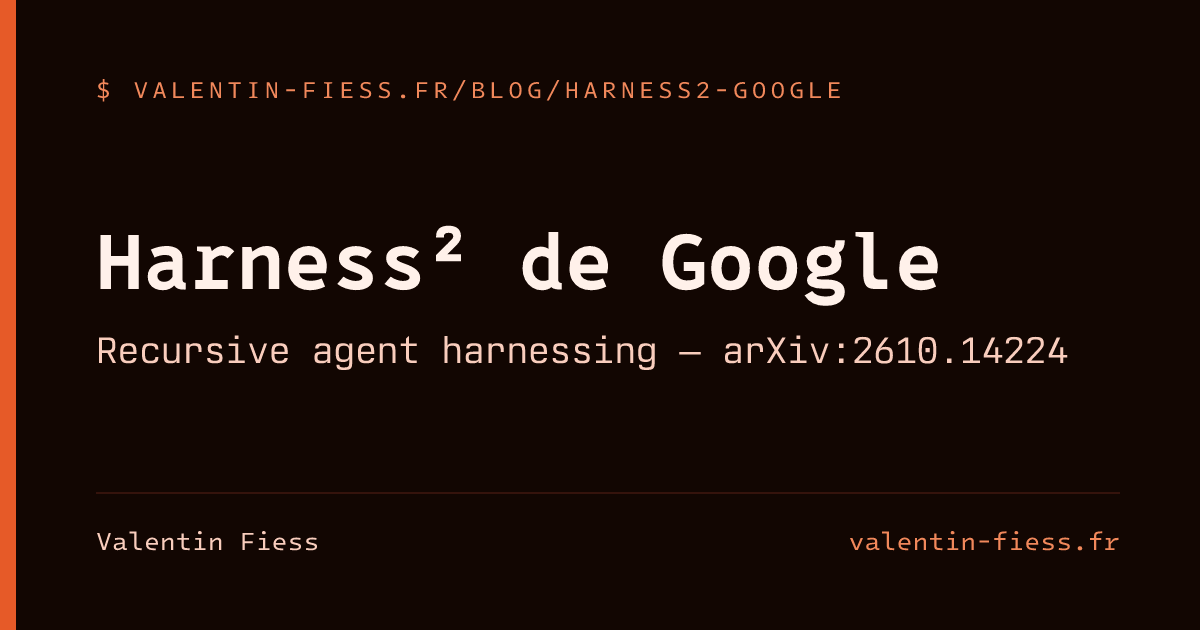 $ VALENTIN-FIESS.FR/BLOG/HARNESS2-GOOGLE
Harness² de Google
Recursive agent harnessing — arXiv:2610.14224
Valentin Fiess
valentin-fiess.fr